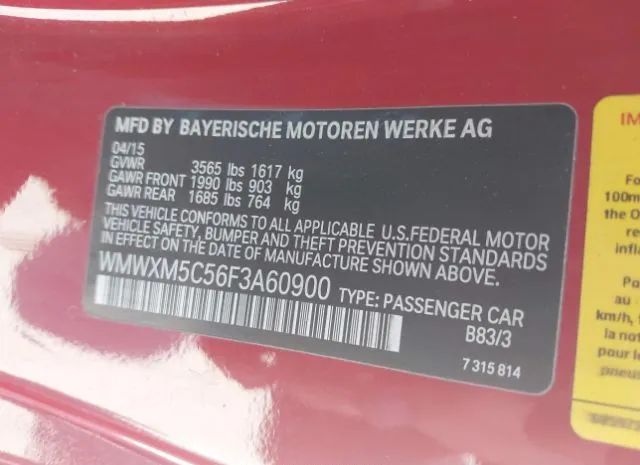 MFD BY BAYERISCHE MOTOREN WERKE AG
04/15
GVWR 3565 lbs 1617 kg
GAWR FRONT 1990 lbs 903 kg
GAWR REAR 1685 lbs 764 kg
THIS VEHICLE CONFORMS TO ALL APPLICABLE U.S.FEDERAL MOTOR
VEHICLE SAFETY, BUMPER AND THEFT PREVENTION STANDARDS
IN EFFECT ON THE DATE OF MANUFACTURE SHOWN ABOVE.
WMWXM5C56F3A60900 TYPE: PASSENGER CAR
B83/3
7 315 814
IM
Fo
100m
the O
re
infla
Po
au
km/h,
la not
pour le
pneus